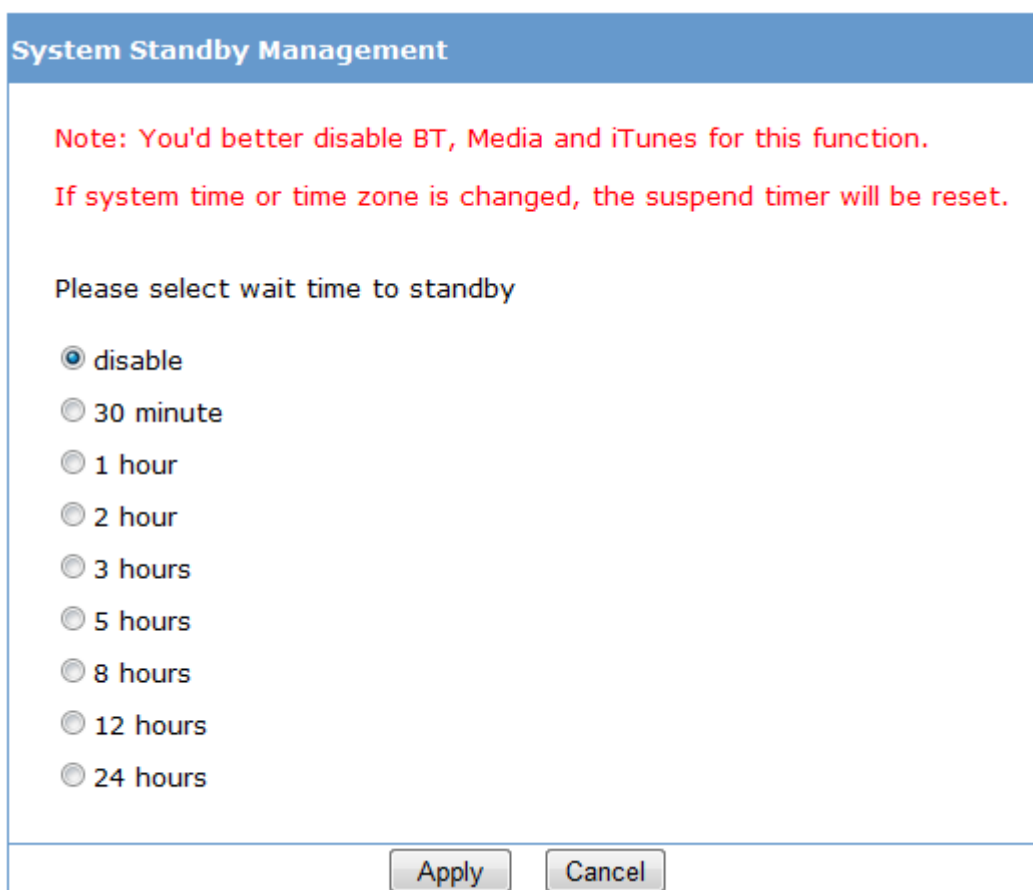 System Standby Management
Note: You'd better disable BT, Media and iTunes for this function.
If system time or time zone is changed, the suspend timer will be reset.
Please select wait time to standby
disable
30 minute
1 hour
2 hour
3 hours
5 hours
8 hours
12 hours
24 hours
Apply Cancel